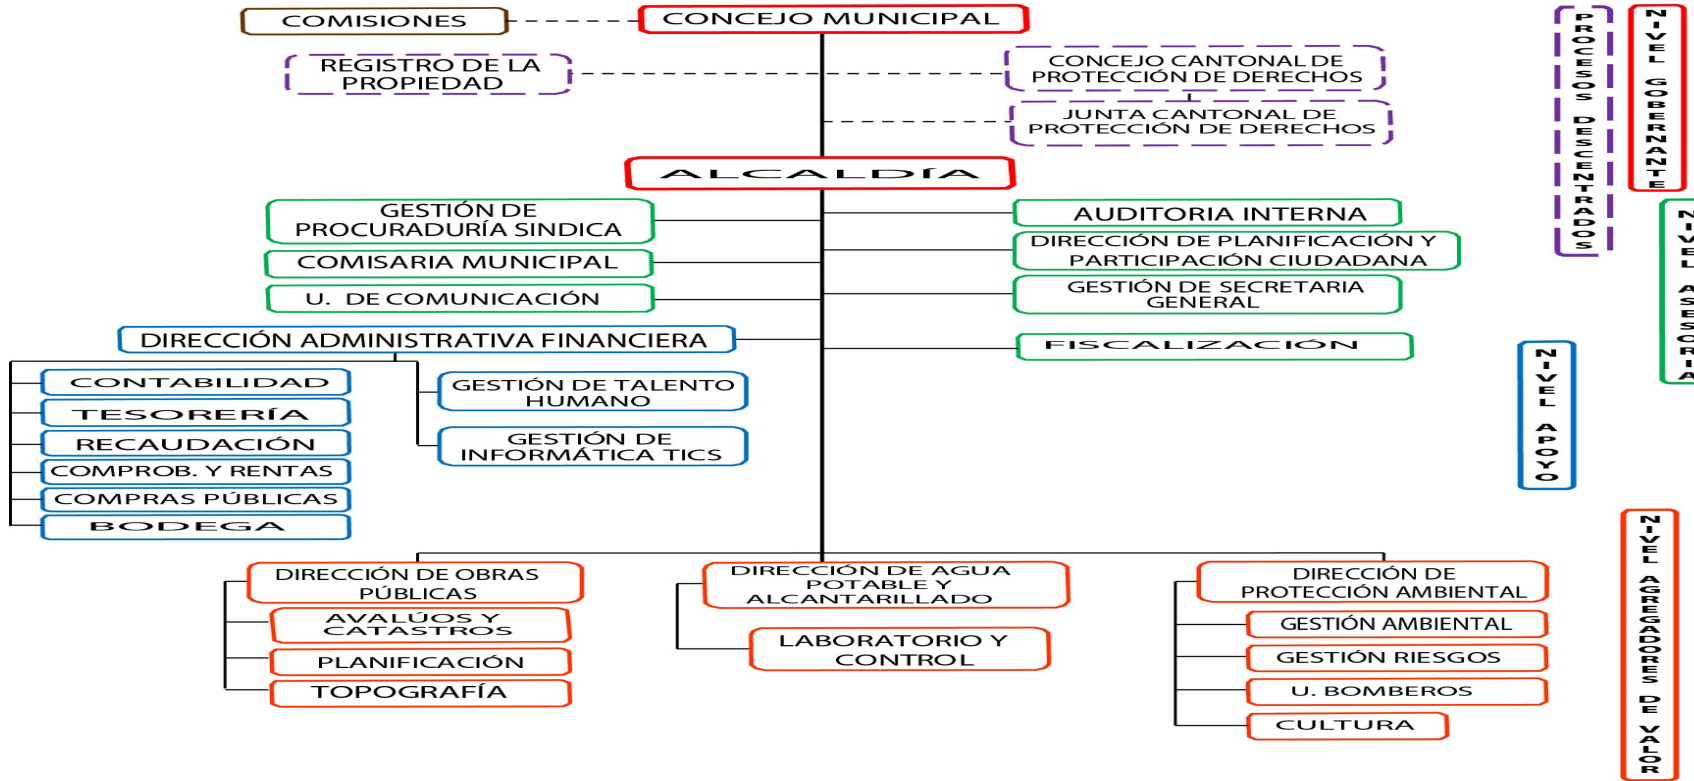 COMISIONES
CONCEJO MUNICIPAL
REGISTRO DE LA
PROPIEDAD
CONCEJO CANTONAL DE
PROTECCIÓN DE DERECHOS
JUNTA CANTONAL DE
PROTECCIÓN DE DERECHOS
ALCALDÍA
GESTIÓN DE
PROCURADURÍA SINDICA
COMISARIA MUNICIPAL
U. DE COMUNICACIÓN
AUDITORIA INTERNA
DIRECCIÓN DE PLANIFICACIÓN Y
PARTICIPACIÓN CIUDADANA
GESTIÓN DE SECRETARIA
GENERAL
FISCALIZACIÓN
DIRECCIÓN ADMINISTRATIVA FINANCIERA
CONTABILIDAD
TESORERÍA
RECAUDACIÓN
COMPROB. Y RENTAS
COMPRAS PÚBLICAS
BODEGA
GESTIÓN DE TALENTO
HUMANO
GESTIÓN DE
INFORMÁTICA TICS
DIRECCIÓN DE OBRAS
PÚBLICAS
AVALÚOS Y
CATASTROS
PLANIFICACIÓN
TOPOGRAFÍA
DIRECCIÓN DE AGUA
POTABLE Y
ALCANTARILLADO
LABORATORIO Y
CONTROL
DIRECCIÓN DE
PROTECCIÓN AMBIENTAL
GESTIÓN AMBIENTAL
GESTIÓN RIESGOS
U. BOMBEROS
CULTURA
PROCESOS DESCENTRADOS
NIVEL GOBERNANTE
NIVEL ASESORIA
NIVEL APOYO
NIVEL AGREGADORES DE VALOR